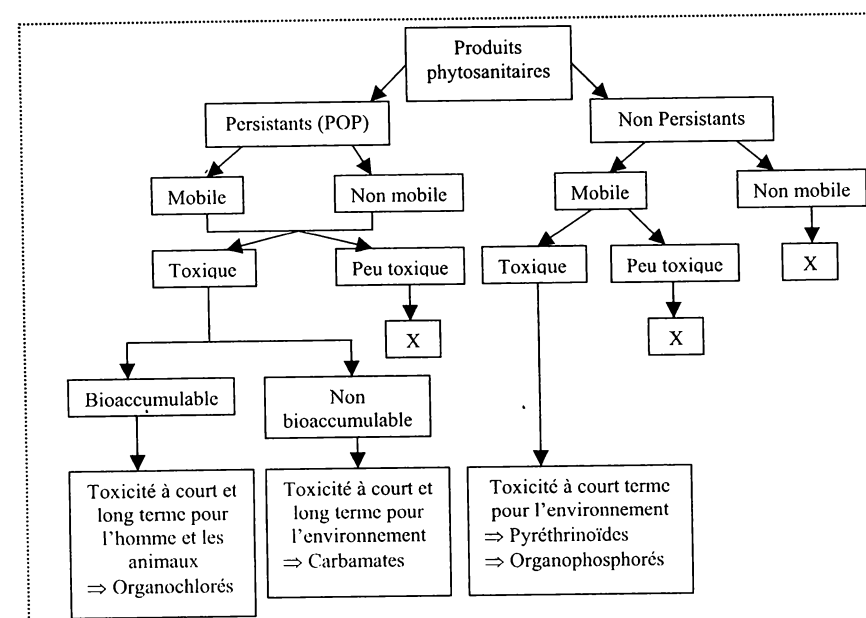 Produits
phytosanitaires
Persistants (POP)
Non Persistants
Mobile
Non mobile
Mobile
Non mobile
Toxique
Peu toxique
Toxique
Peu toxique
X
X
X
Bioaccumulable
Non
bioaccumulable
Toxicité à court et
long terme pour
l'homme et les
animaux
⇒ Organochlorés
Toxicité à court et
long terme pour
l'environnement
⇒ Carbamates
Toxicité à court terme
pour l'environnement
⇒ Pyréthrinoïdes
⇒ Organophosphorés